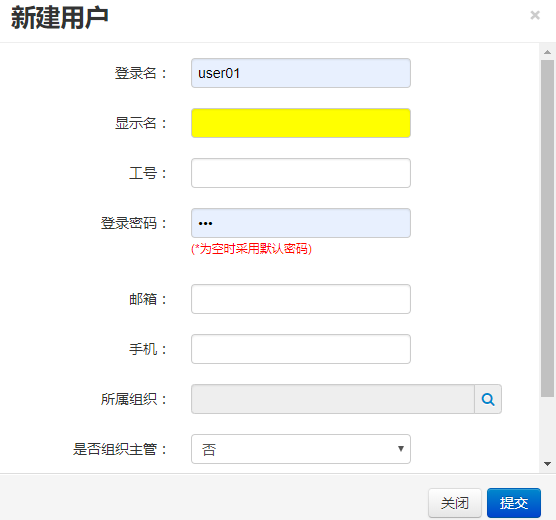 新建用户
×
登录名： user01
显示名：
工号：
登录密码： •••
(*为空时采用默认密码)
邮箱：
手机：
所属组织：
是否组织主管： 否
关闭 提交